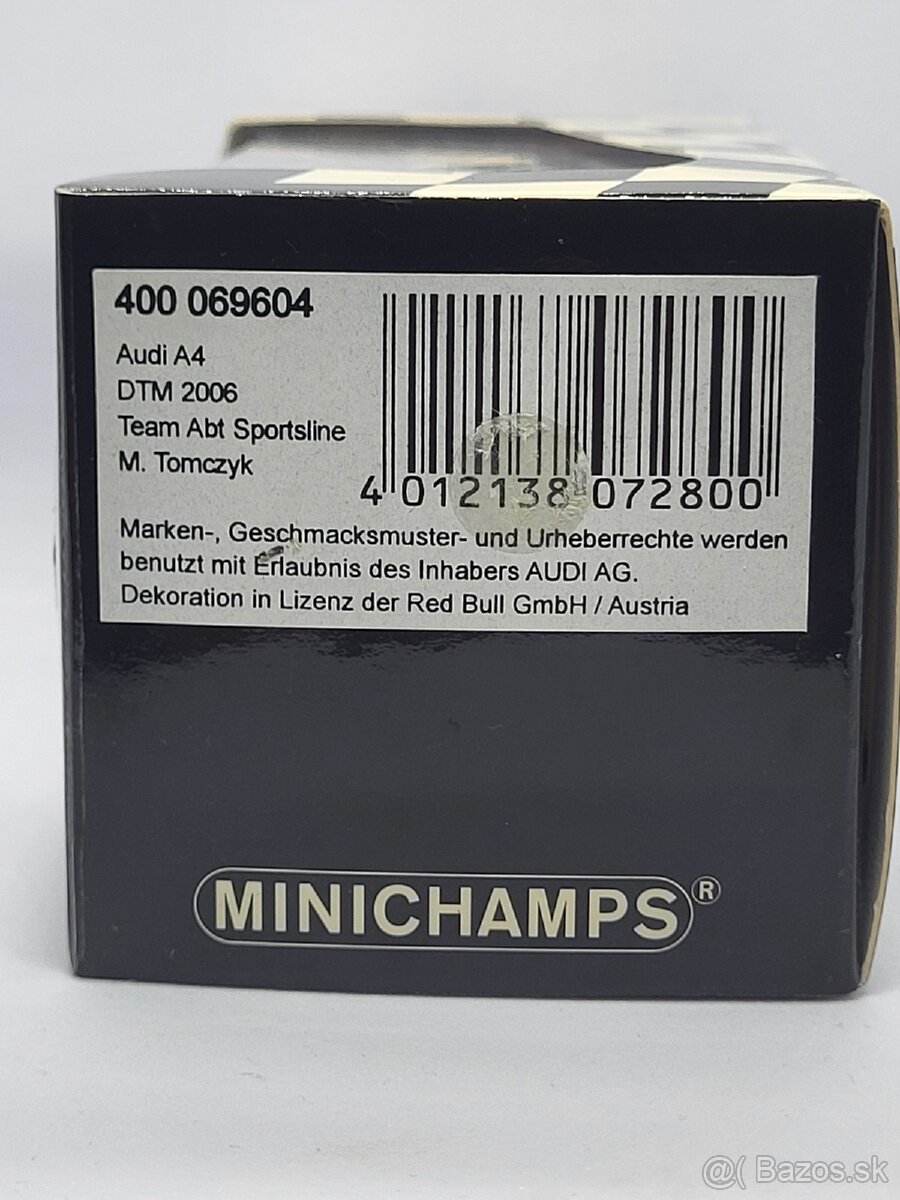 400 069604
Audi A4
DTM 2006
Team Abt Sportsline
M. Tomczyk
4 012138 072800
Marken-, Geschmacksmuster- und Urheberrechte werden
benutzt mit Erlaubnis des Inhabers AUDI AG.
Dekoration in Lizenz der Red Bull GmbH / Austria
MINICHAMPS®
@( Bazos.sk